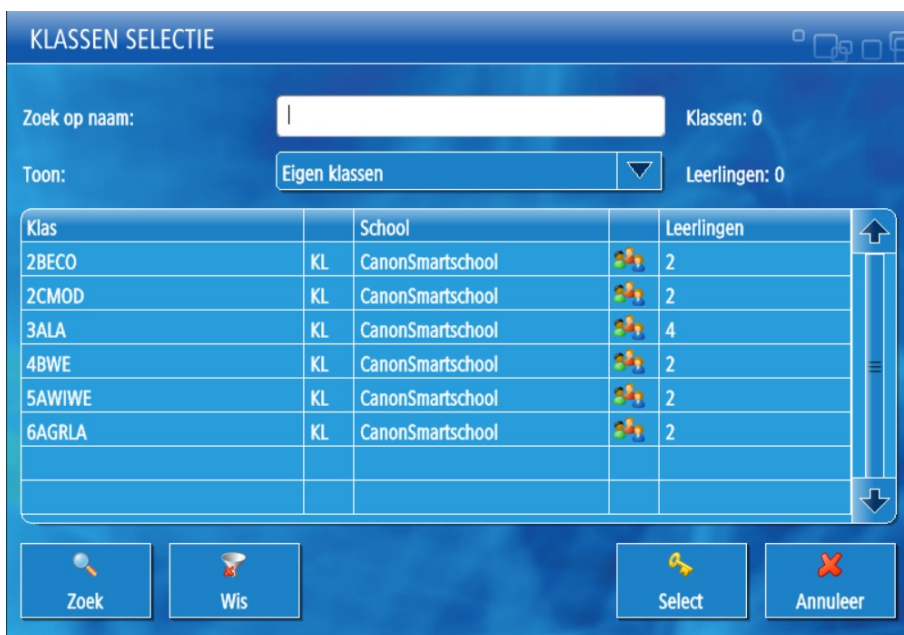 KLASSEN SELECTIE
Zoek op naam: Klassen: 0
Toon: Eigen klassen Leerlingen: 0
Klas School Leerlingen
2BECO KL CanonSmartschool 2
2CMOD KL CanonSmartschool 2
3ALA KL CanonSmartschool 4
4BWE KL CanonSmartschool 2
5AWIWE KL CanonSmartschool 2
6AGRLA KL CanonSmartschool 2
Zoek Wis Select Annuleer